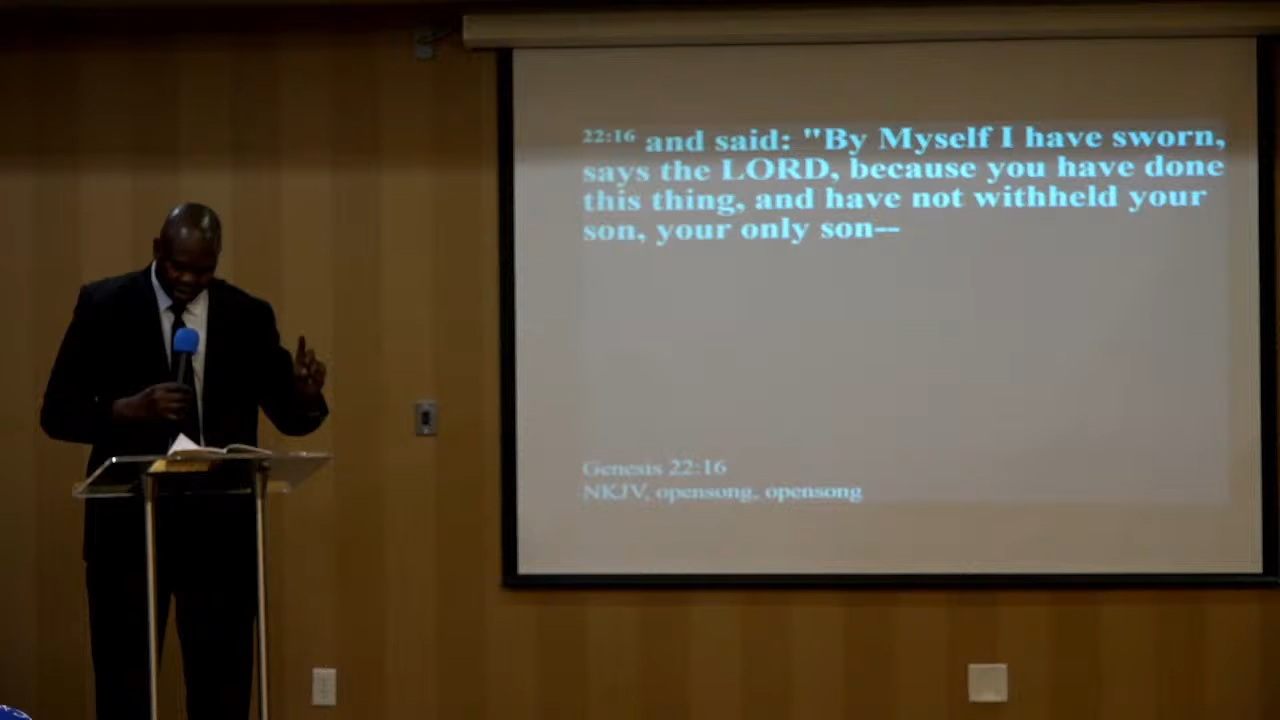 22:16 and said: "By Myself I have sworn,
says the LORD, because you have done
this thing, and have not withheld your
son, your only son--
Genesis 22:16
NKJV, opensong, opensong